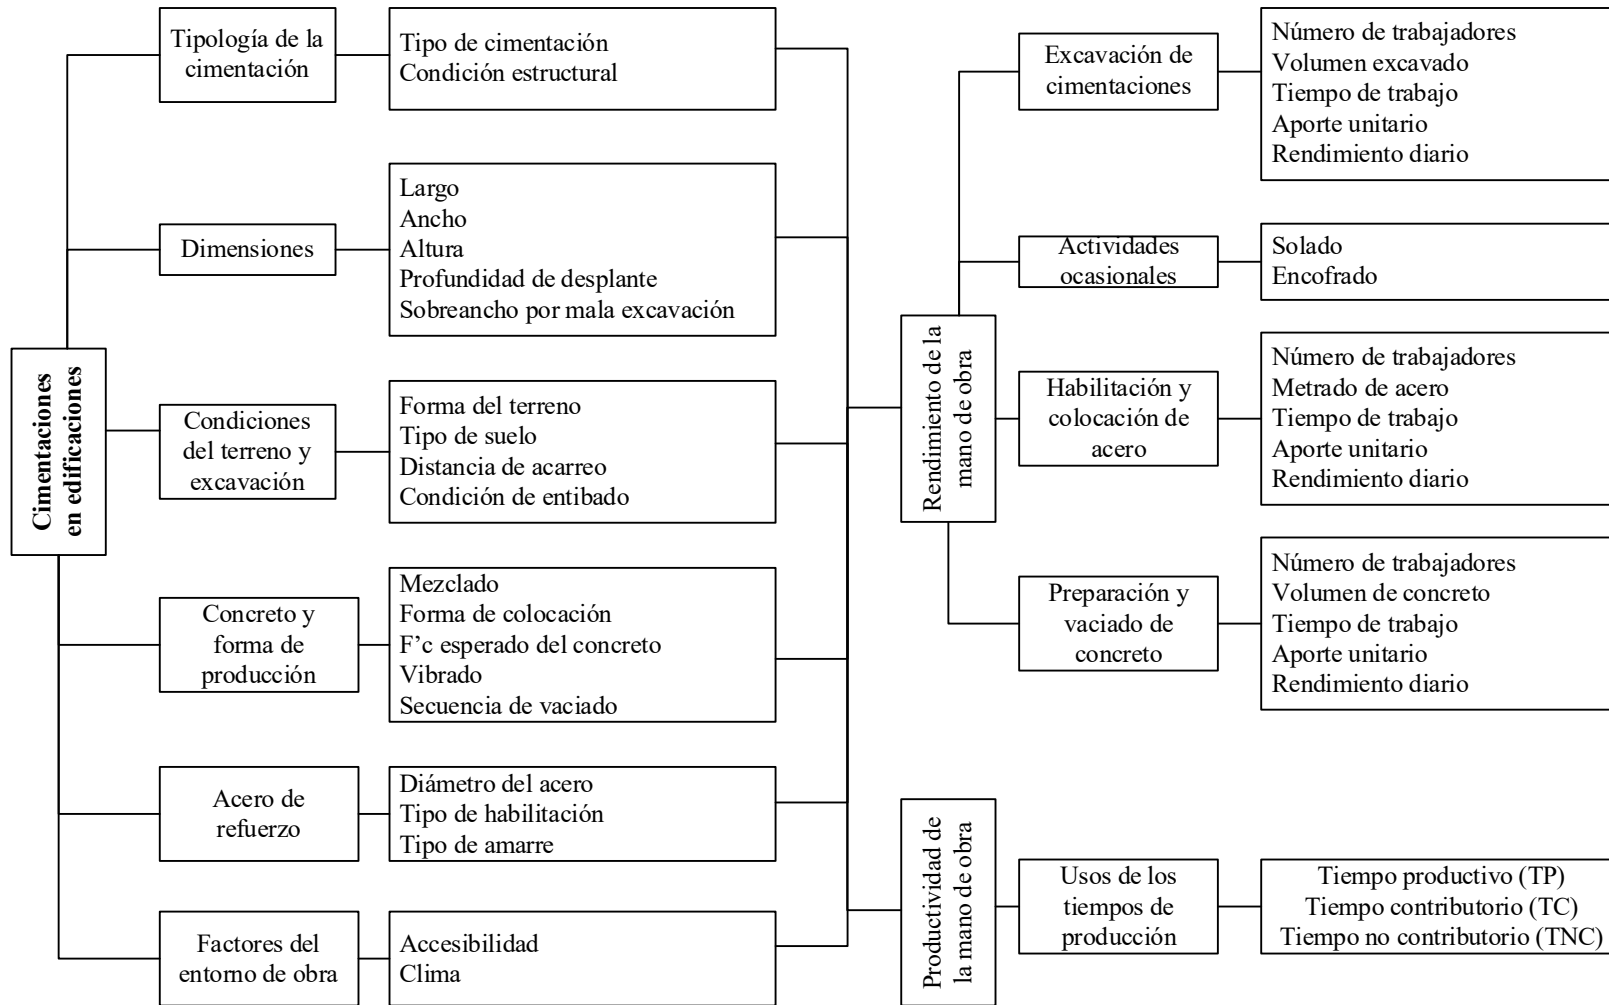 Cimentaciones
en edificaciones
Tipología de la
cimentación
Tipo de cimentación
Condición estructural
Dimensiones
Largo
Ancho
Altura
Profundidad de desplante
Sobreancho por mala excavación
Condiciones
del terreno y
excavación
Forma del terreno
Tipo de suelo
Distancia de acarreo
Condición de entibado
Concreto y
forma de
producción
Mezclado
Forma de colocación
F’c esperado del concreto
Vibrado
Secuencia de vaciado
Acero de
refuerzo
Diámetro del acero
Tipo de habilitación
Tipo de amarre
Factores del
entorno de obra
Accesibilidad
Clima
Rendimiento de la
mano de obra
Excavación de
cimentaciones
Número de trabajadores
Volumen excavado
Tiempo de trabajo
Aporte unitario
Rendimiento diario
Actividades
ocasionales
Solado
Encofrado
Habilitación y
colocación de
acero
Número de trabajadores
Metrado de acero
Tiempo de trabajo
Aporte unitario
Rendimiento diario
Preparación y
vaciado de
concreto
Número de trabajadores
Volumen de concreto
Tiempo de trabajo
Aporte unitario
Rendimiento diario
Productividad de
la mano de obra
Usos de los
tiempos de
producción
Tiempo productivo (TP)
Tiempo contributorio (TC)
Tiempo no contributorio (TNC)